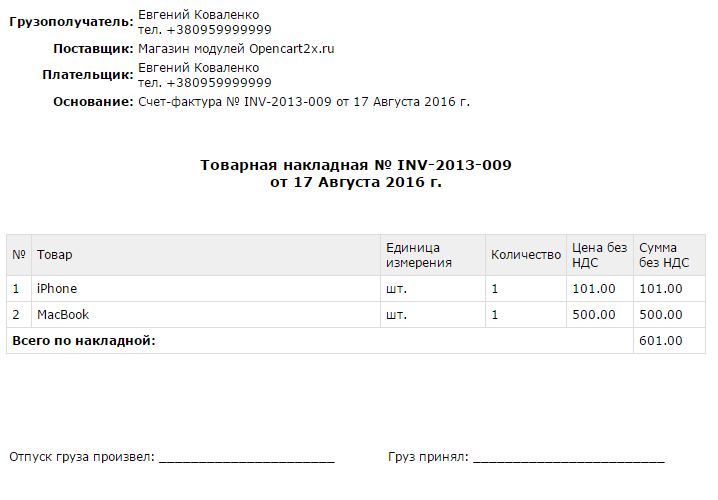 Грузополучатель: Евгений Коваленко
тел. +380959999999
Поставщик: Магазин модулей Opencart2x.ru
Плательщик: Евгений Коваленко
тел. +380959999999
Основание: Счет-фактура № INV-2013-009 от 17 Августа 2016 г.
Товарная накладная № INV-2013-009
от 17 Августа 2016 г.
№ Товар Единица измерения Количество Цена без НДС Сумма без НДС
1 iPhone шт. 1 101.00 101.00
2 MacBook шт. 1 500.00 500.00
Всего по накладной: 601.00
Отпуск груза произвел: ______________________ Груз принял: ________________________